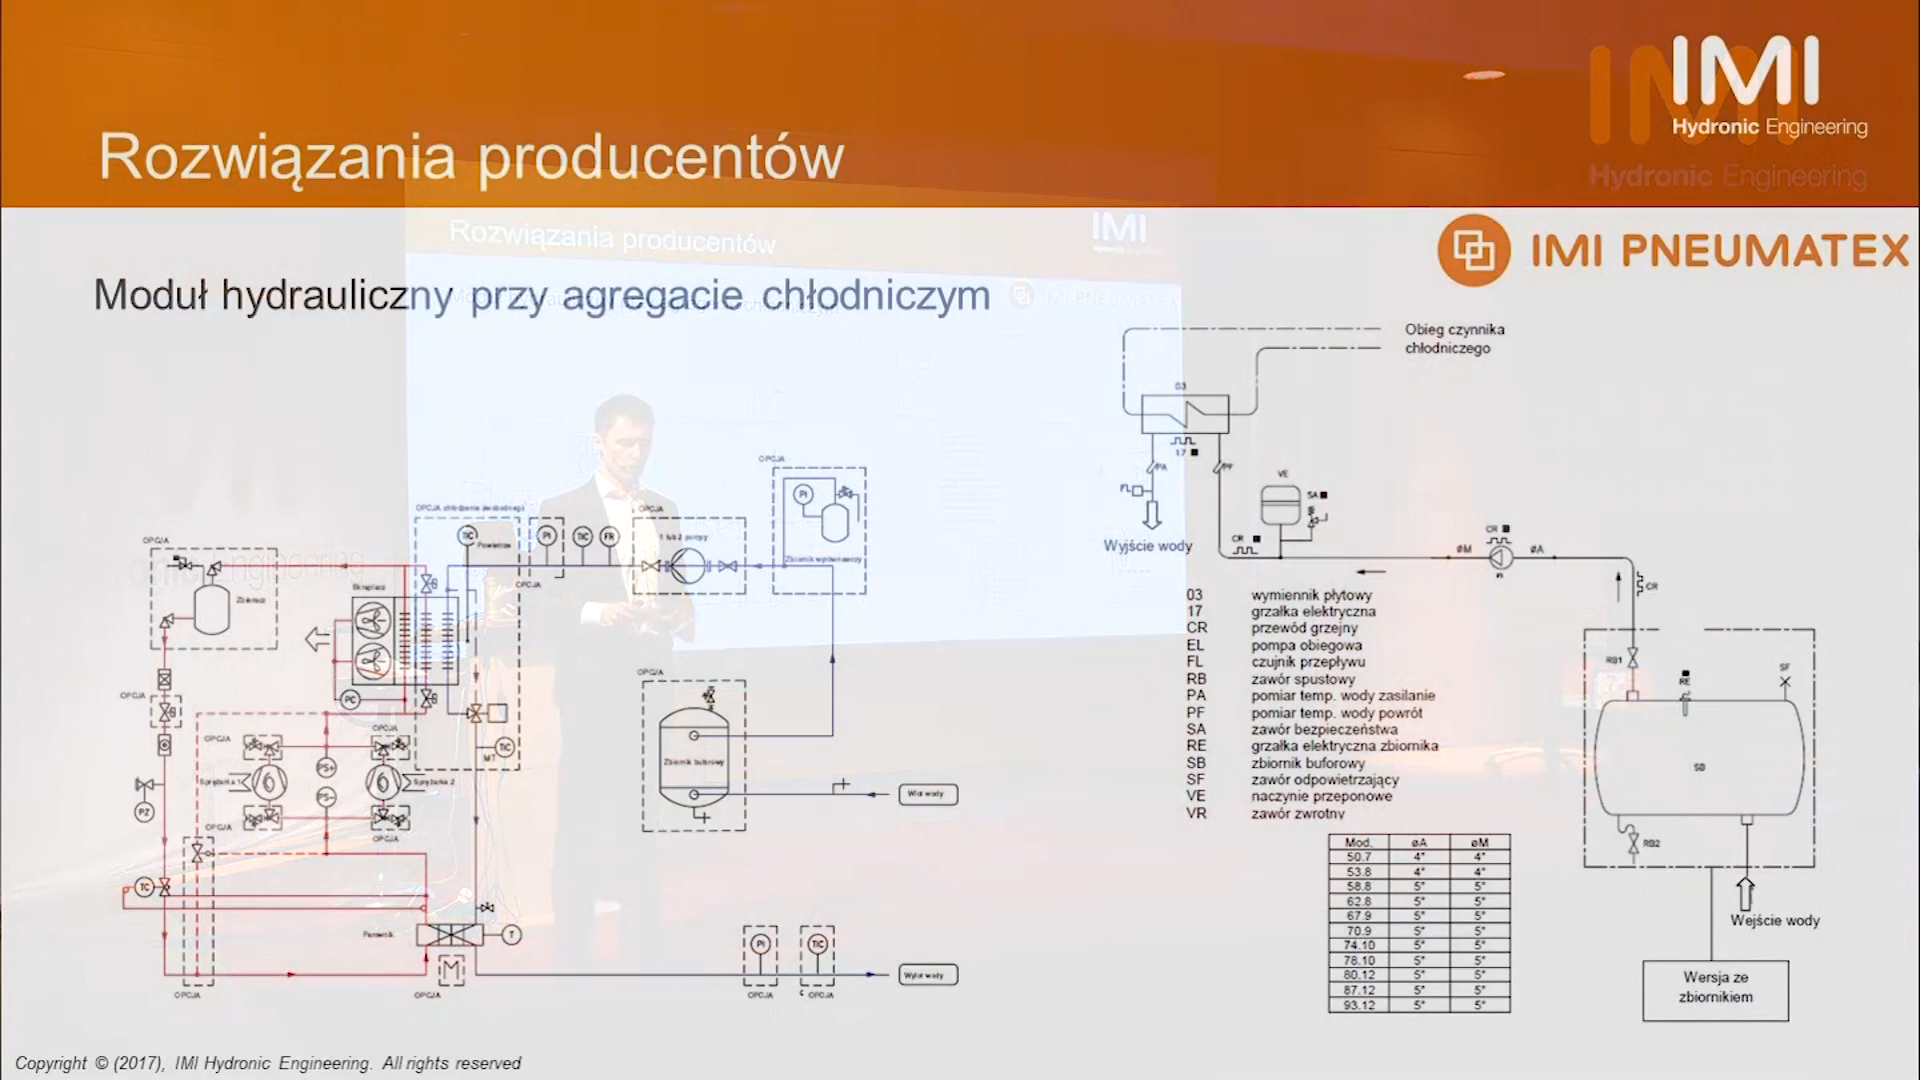 IMI
Hydronic Engineering
Hydronic Engineering
Rozwiązania producentów
Rozwiązania producentów
IMI
IMI PNEUMATEX
Moduł hydrauliczny przy agregacie chłodniczym
Obieg czynnika
chłodniczego
03
17
PA
PF
FL
Wyjście wody
VE
SA
CR
CR
øM
øA
CR
RB1
RE
SF
SB
RB2
Wejście wody
Wersja ze
zbiornikiem
03 wymiennik płytowy
17 grzałka elektryczna
CR przewód grzejny
EL pompa obiegowa
FL czujnik przepływu
RB zawór spustowy
PA pomiar temp. wody zasilanie
PF pomiar temp. wody powrót
SA zawór bezpieczeństwa
RE grzałka elektryczna zbiornika
SB zbiornik buforowy
SF zawór odpowietrzający
VE naczynie przeponowe
VR zawór zwrotny
Mod. øA øM
50.7 4" 4"
53.8 4" 4"
58.8 5" 5"
62.8 5" 5"
67.9 5" 5"
70.9 5" 5"
74.10 5" 5"
78.10 5" 5"
80.12 5" 5"
87.12 5" 5"
93.12 5" 5"
OPCJA
PI
Zbiornik wyrównawczy
OPCJA chłodzenia swobodnego
TIC
Powietrze
PI
TIC
FR
OPCJA
OPCJA
1 lub 2 pompy
OPCJA
Zbiornik
Skraplacz
PC
OPCJA
OPCJA
OPCJA
Sprężarka 1
PS+
PS-
Sprężarka 2
OPCJA
OPCJA
PZ
TC
TIC
MT
OPCJA
Zbiornik buforowy
Wlot wody
Parownik
T
M
OPCJA
OPCJA
PI
TIC
OPCJA
OPCJA
Wylot wody
Copyright © (2017), IMI Hydronic Engineering. All rights reserved